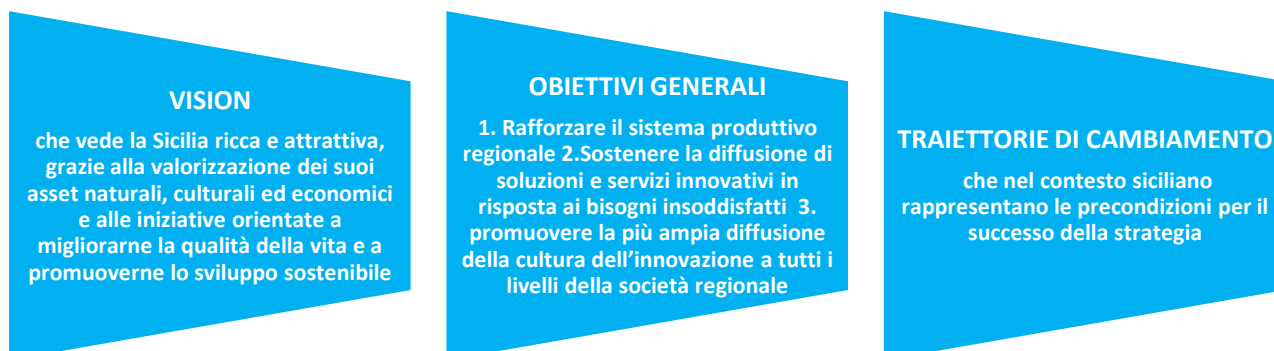 VISION
che vede la Sicilia ricca e attrattiva,
grazie alla valorizzazione dei suoi
asset naturali, culturali ed economici
e alle iniziative orientate a
migliorarne la qualità della vita e a
promuoverne lo sviluppo sostenibile
OBIETTIVI GENERALI
1. Rafforzare il sistema produttivo
regionale 2.Sostenere la diffusione di
soluzioni e servizi innovativi in
risposta ai bisogni insoddisfatti 3.
promuovere la più ampia diffusione
della cultura dell’innovazione a tutti i
livelli della società regionale
TRAIETTORIE DI CAMBIAMENTO
che nel contesto siciliano
rappresentano le precondizioni per il
successo della strategia